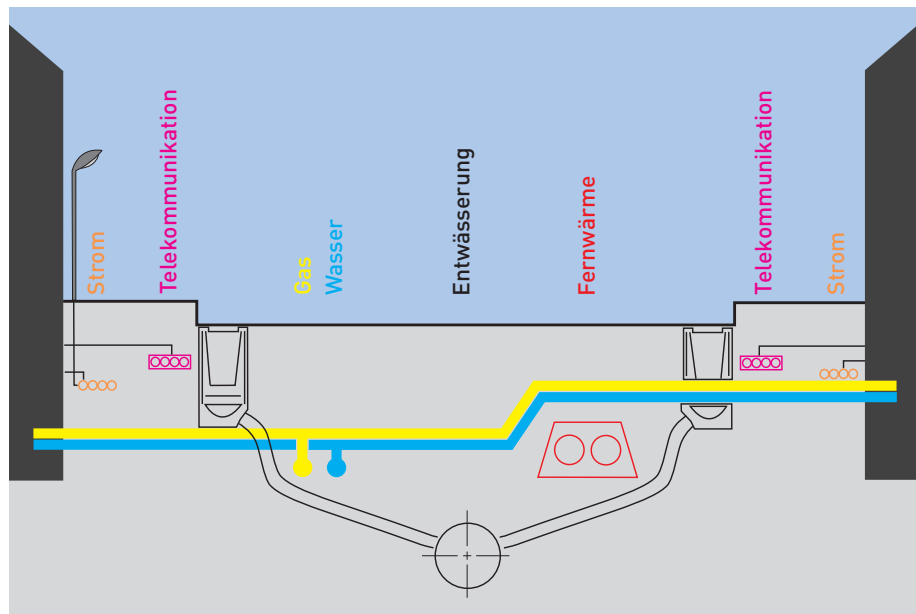 Strom
Telekommunikation
Gas
Wasser
Entwässerung
Fernwärme
Telekommunikation
Strom